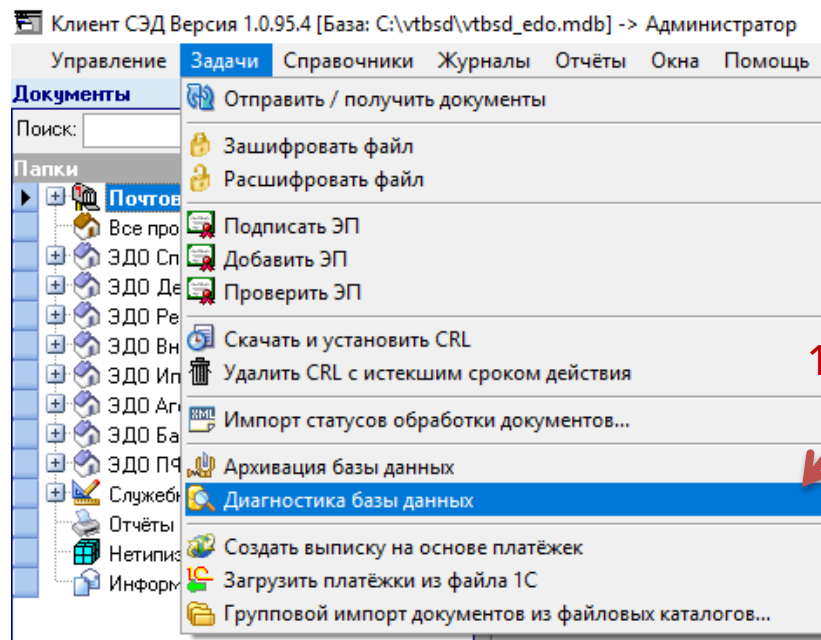 Клиент СЭД Версия 1.0.95.4 [База: C:\vtbsd\vtbsd_edo.mdb] -> Администратор
Управление Задачи Справочники Журналы Отчёты Окна Помощь
Документы
Поиск:
Папки
Почтов
Все про
ЭДО Сп
ЭДО Де
ЭДО Ре
ЭДО Вн
ЭДО Ип
ЭДО Аг
ЭДО Ба
ЭДО ПФ
Служеб
Отчёты
Нетипиз
Информ
Отправить / получить документы
Зашифровать файл
Расшифровать файл
Подписать ЭП
Добавить ЭП
Проверить ЭП
Скачать и установить CRL
Удалить CRL с истекшим сроком действия
XML
Импорт статусов обработки документов...
Архивация базы данных
Диагностика базы данных
Создать выписку на основе платёжек
1С
Загрузить платёжки из файла 1С
Групповой импорт документов из файловых каталогов...
1